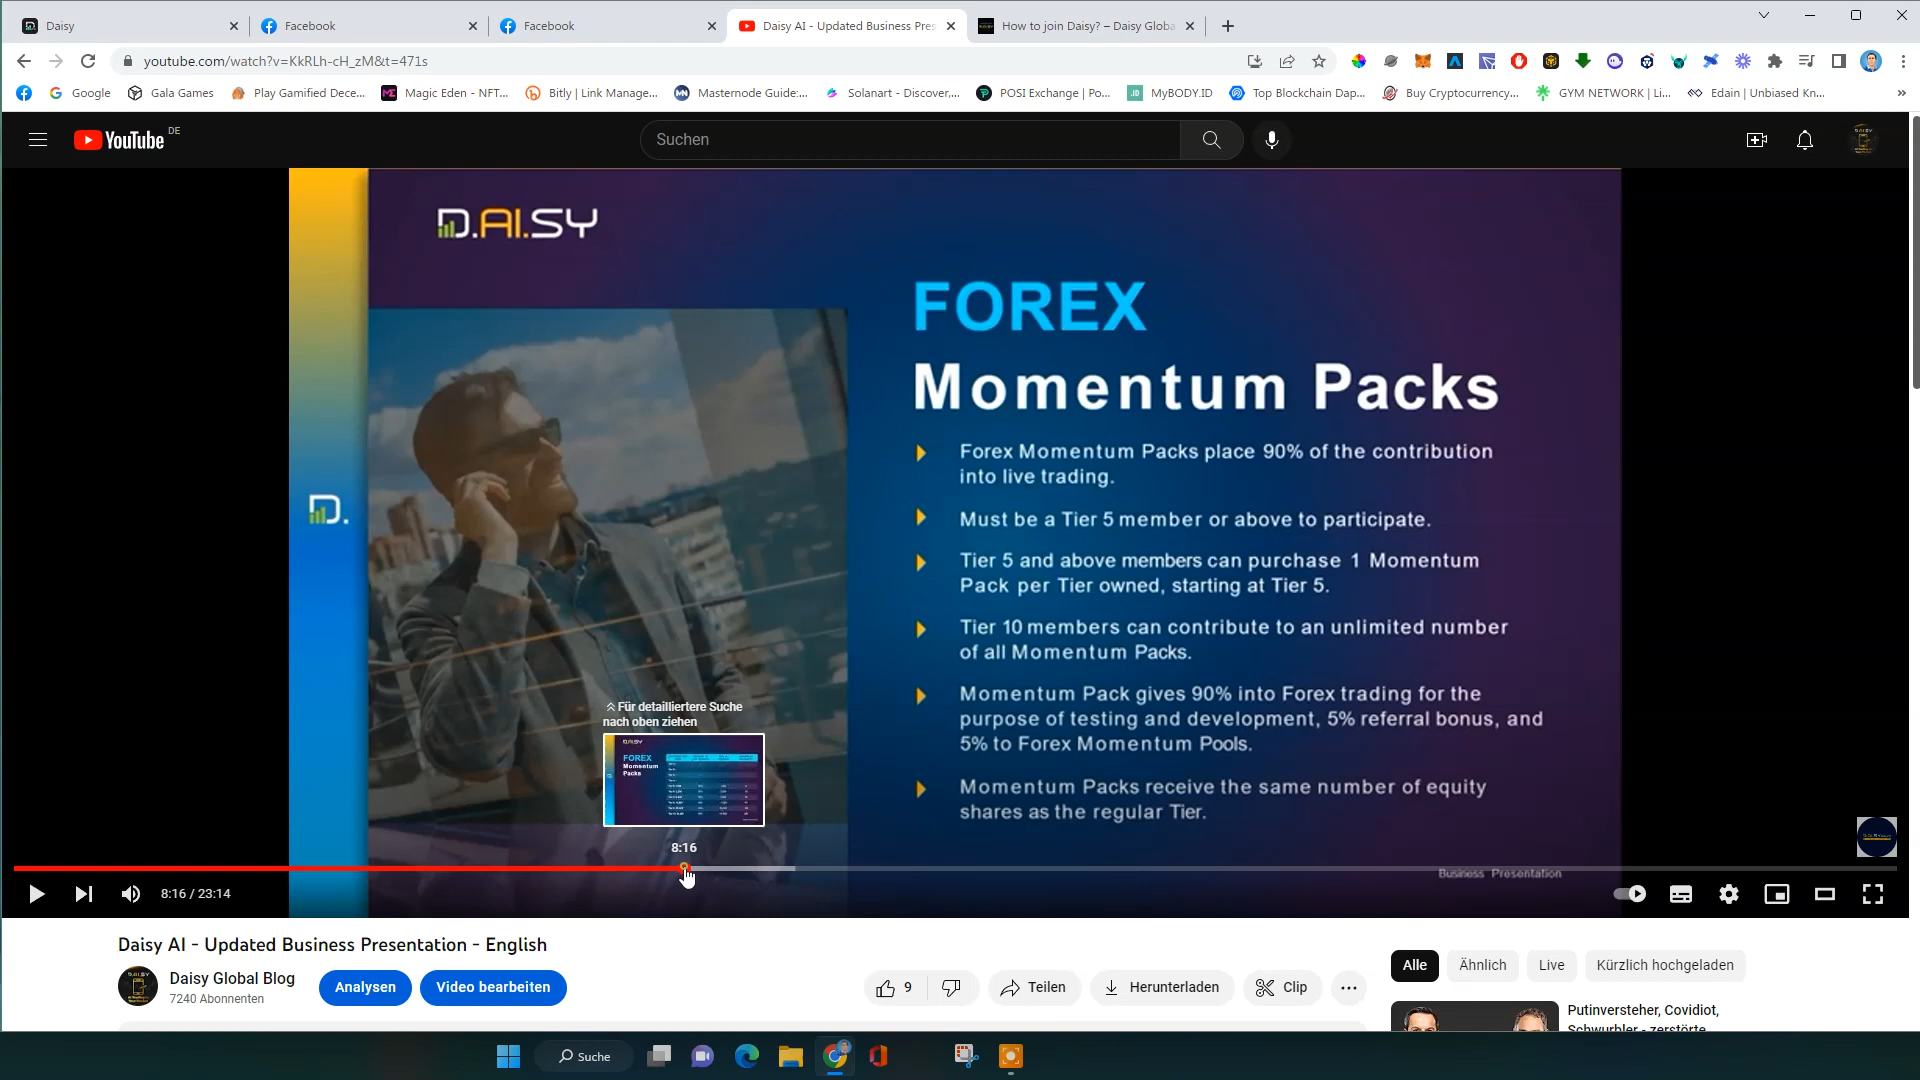 Daisy
Facebook
Facebook
Daisy AI - Updated Business Pres
How to join Daisy? – Daisy Globa
youtube.com/watch?v=KkRLh-cH_zM&t=471s
Google
Gala Games
Play Gamified Dece...
Magic Eden - NFT...
Bitly | Link Manage...
Masternode Guide:...
Solanart - Discover,...
POSI Exchange | Po...
MyBODY.ID
Top Blockchain Dap...
Buy Cryptocurrency...
GYM NETWORK | Li...
Edain | Unbiased Kn...
»
YouTube DE
Suchen
D.AI.SY
FOREX
Momentum Packs
Forex Momentum Packs place 90% of the contribution
into live trading.
Must be a Tier 5 member or above to participate.
Tier 5 and above members can purchase 1 Momentum
Pack per Tier owned, starting at Tier 5.
Tier 10 members can contribute to an unlimited number
of all Momentum Packs.
Momentum Pack gives 90% into Forex trading for the
purpose of testing and development, 5% referral bonus, and
5% to Forex Momentum Pools.
Momentum Packs receive the same number of equity
shares as the regular Tier.
D.
Für detailliertere Suche
nach oben ziehen
D.AI.SY
FOREX
Momentum
Packs
8:16
Business Presentation
8:16 / 23:14
Daisy AI - Updated Business Presentation - English
Daisy Global Blog
7240 Abonnenten
Analysen
Video bearbeiten
9
Teilen
Herunterladen
Clip
Alle
Ähnlich
Live
Kürzlich hochgeladen
Putinversteher, Covidiot,
Schwurbler - zerstörte
Suche